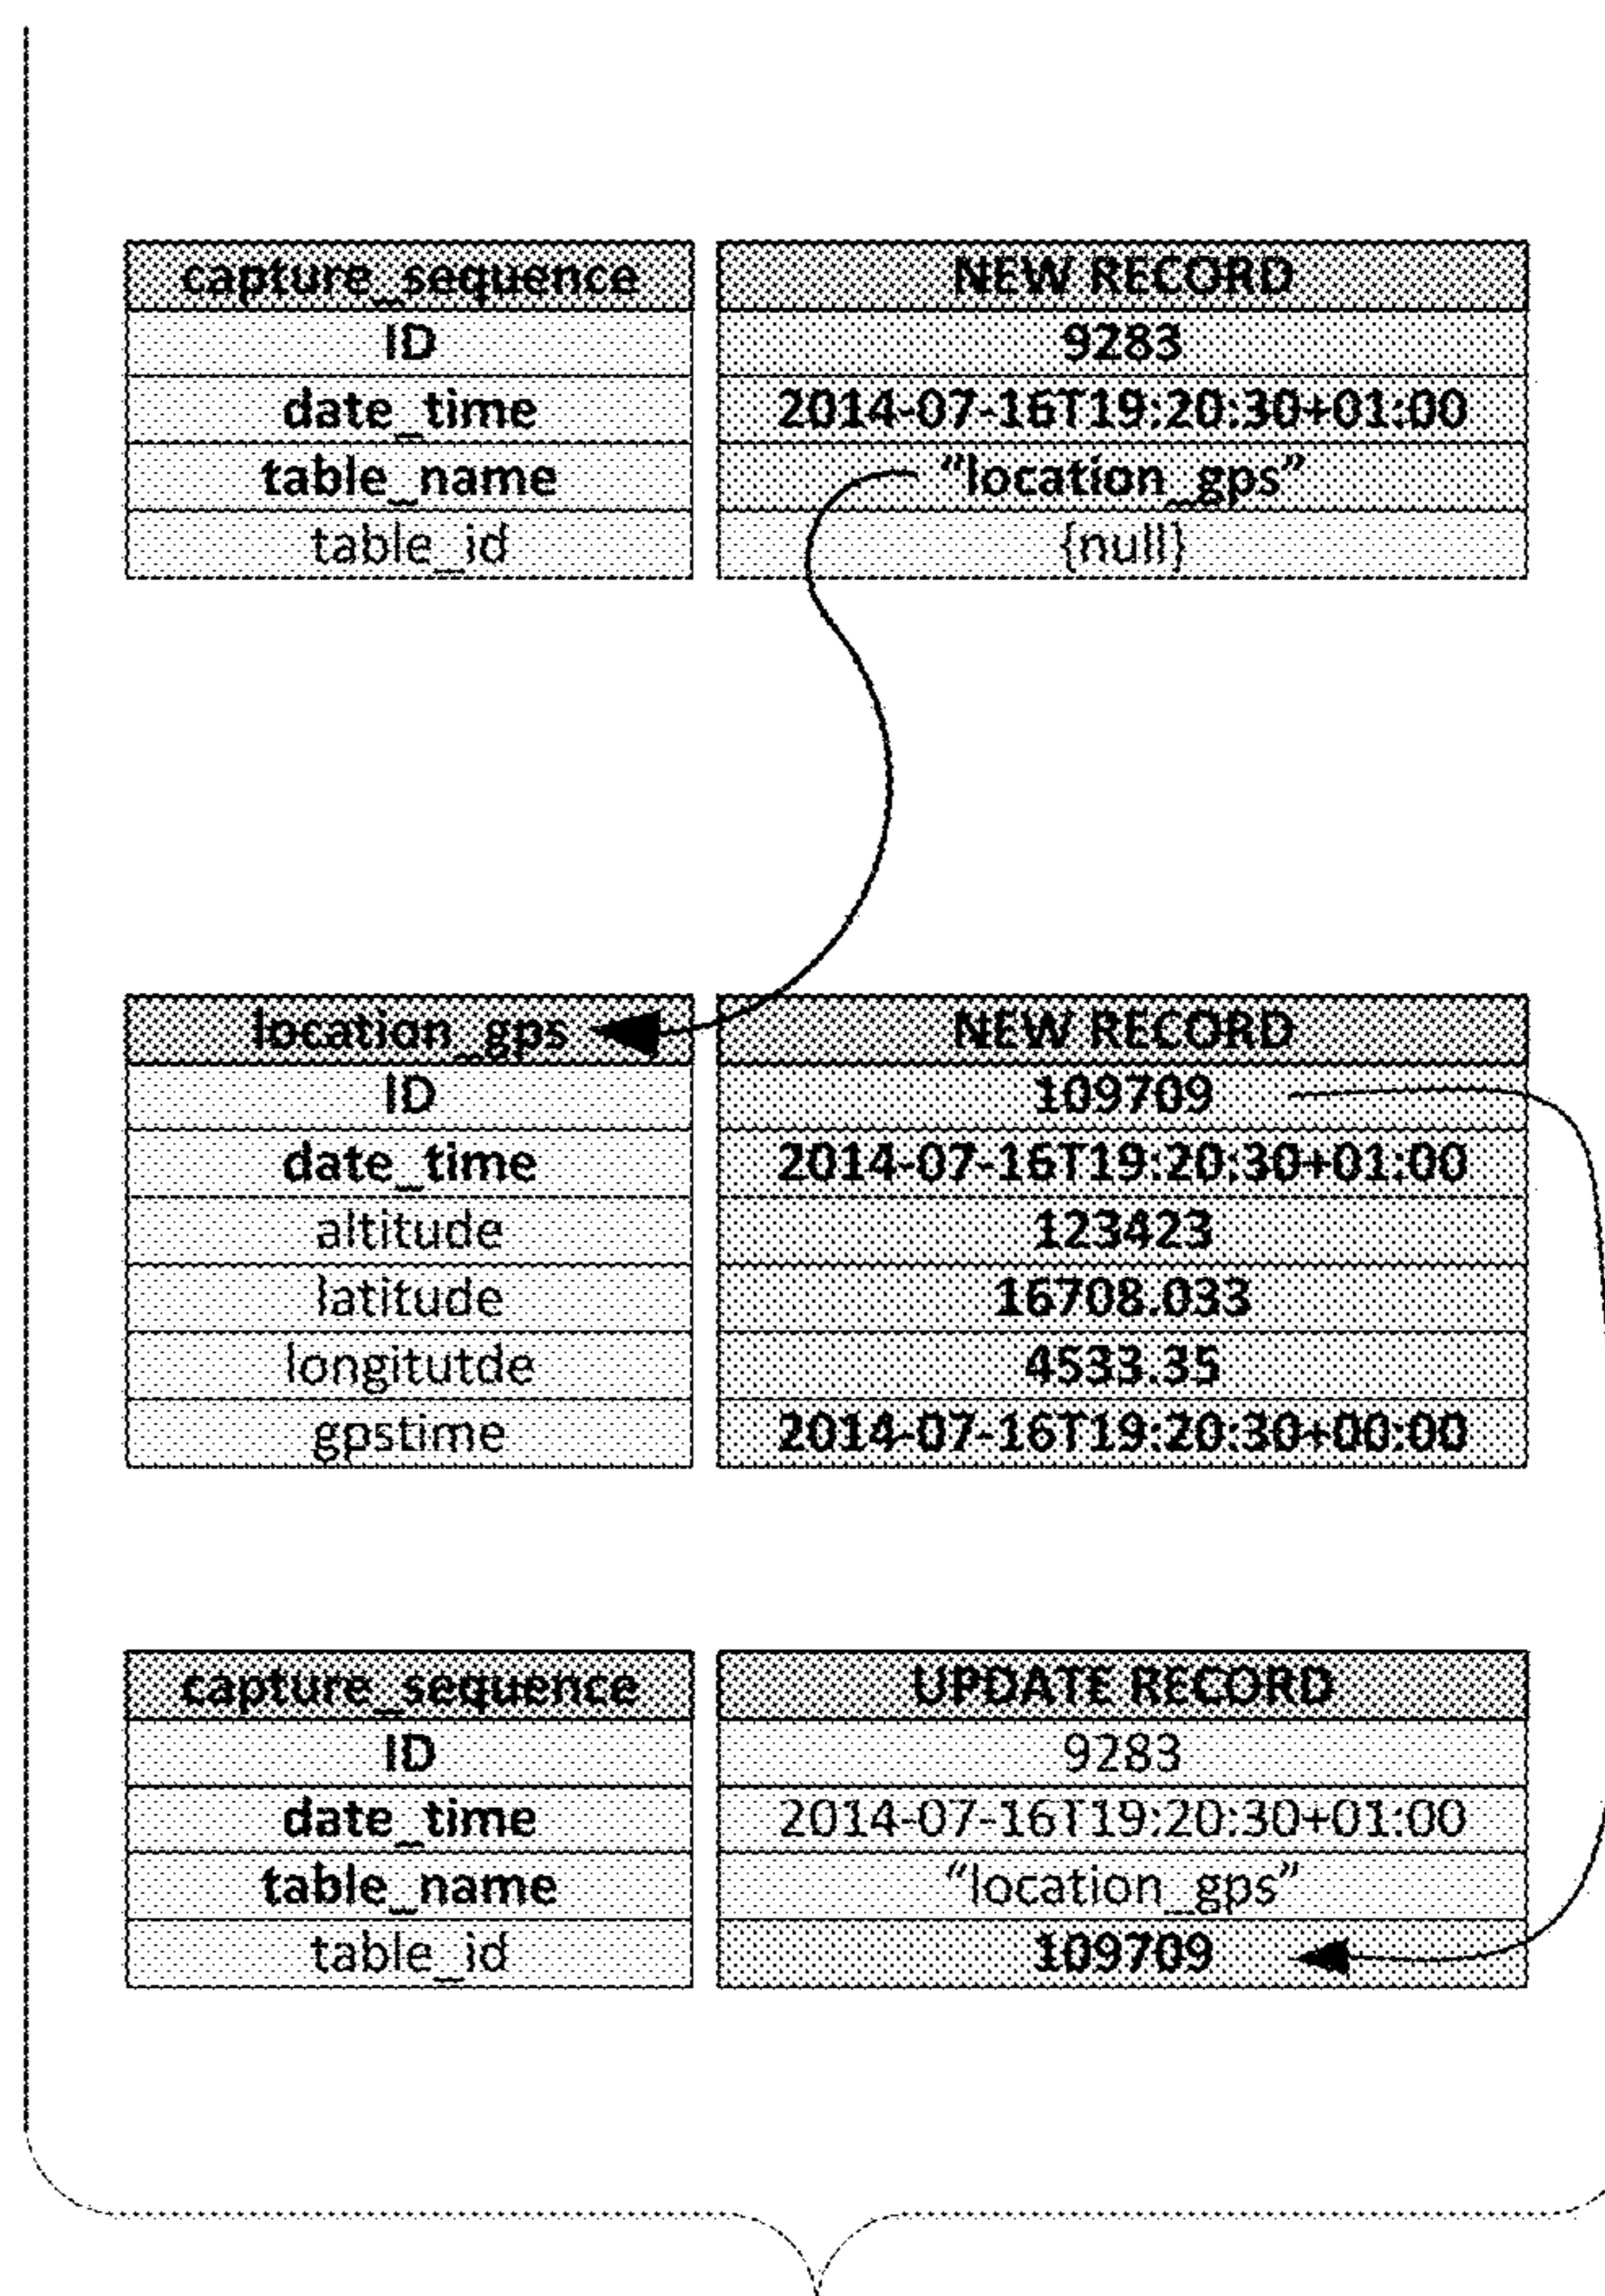 capture_sequence NEW RECORD
ID 9283
date_time 2014-07-16T19:20:30+01:00
table_name “location_gps”
table_id {null}
location_gps NEW RECORD
ID 109709
date_time 2014-07-16T19:20:30+01:00
altitude 123423
latitude 16708.033
longitutde 4533.35
gpstime 2014-07-16T19:20:30+00:00
capture_sequence UPDATE RECORD
ID 9283
date_time 2014-07-16T19:20:30+01:00
table_name “location_gps”
table_id 109709